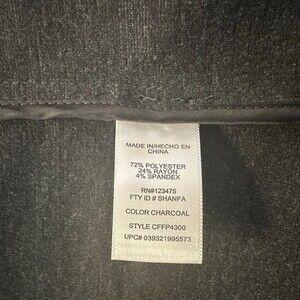 MADE IN/HECHO EN
CHINA
72% POLYESTER
24% RAYON
4% SPANDEX
RN#123475
FTY ID # SHANFA
COLOR CHARCOAL
STYLE CFFP4300
UPC# 039321995573